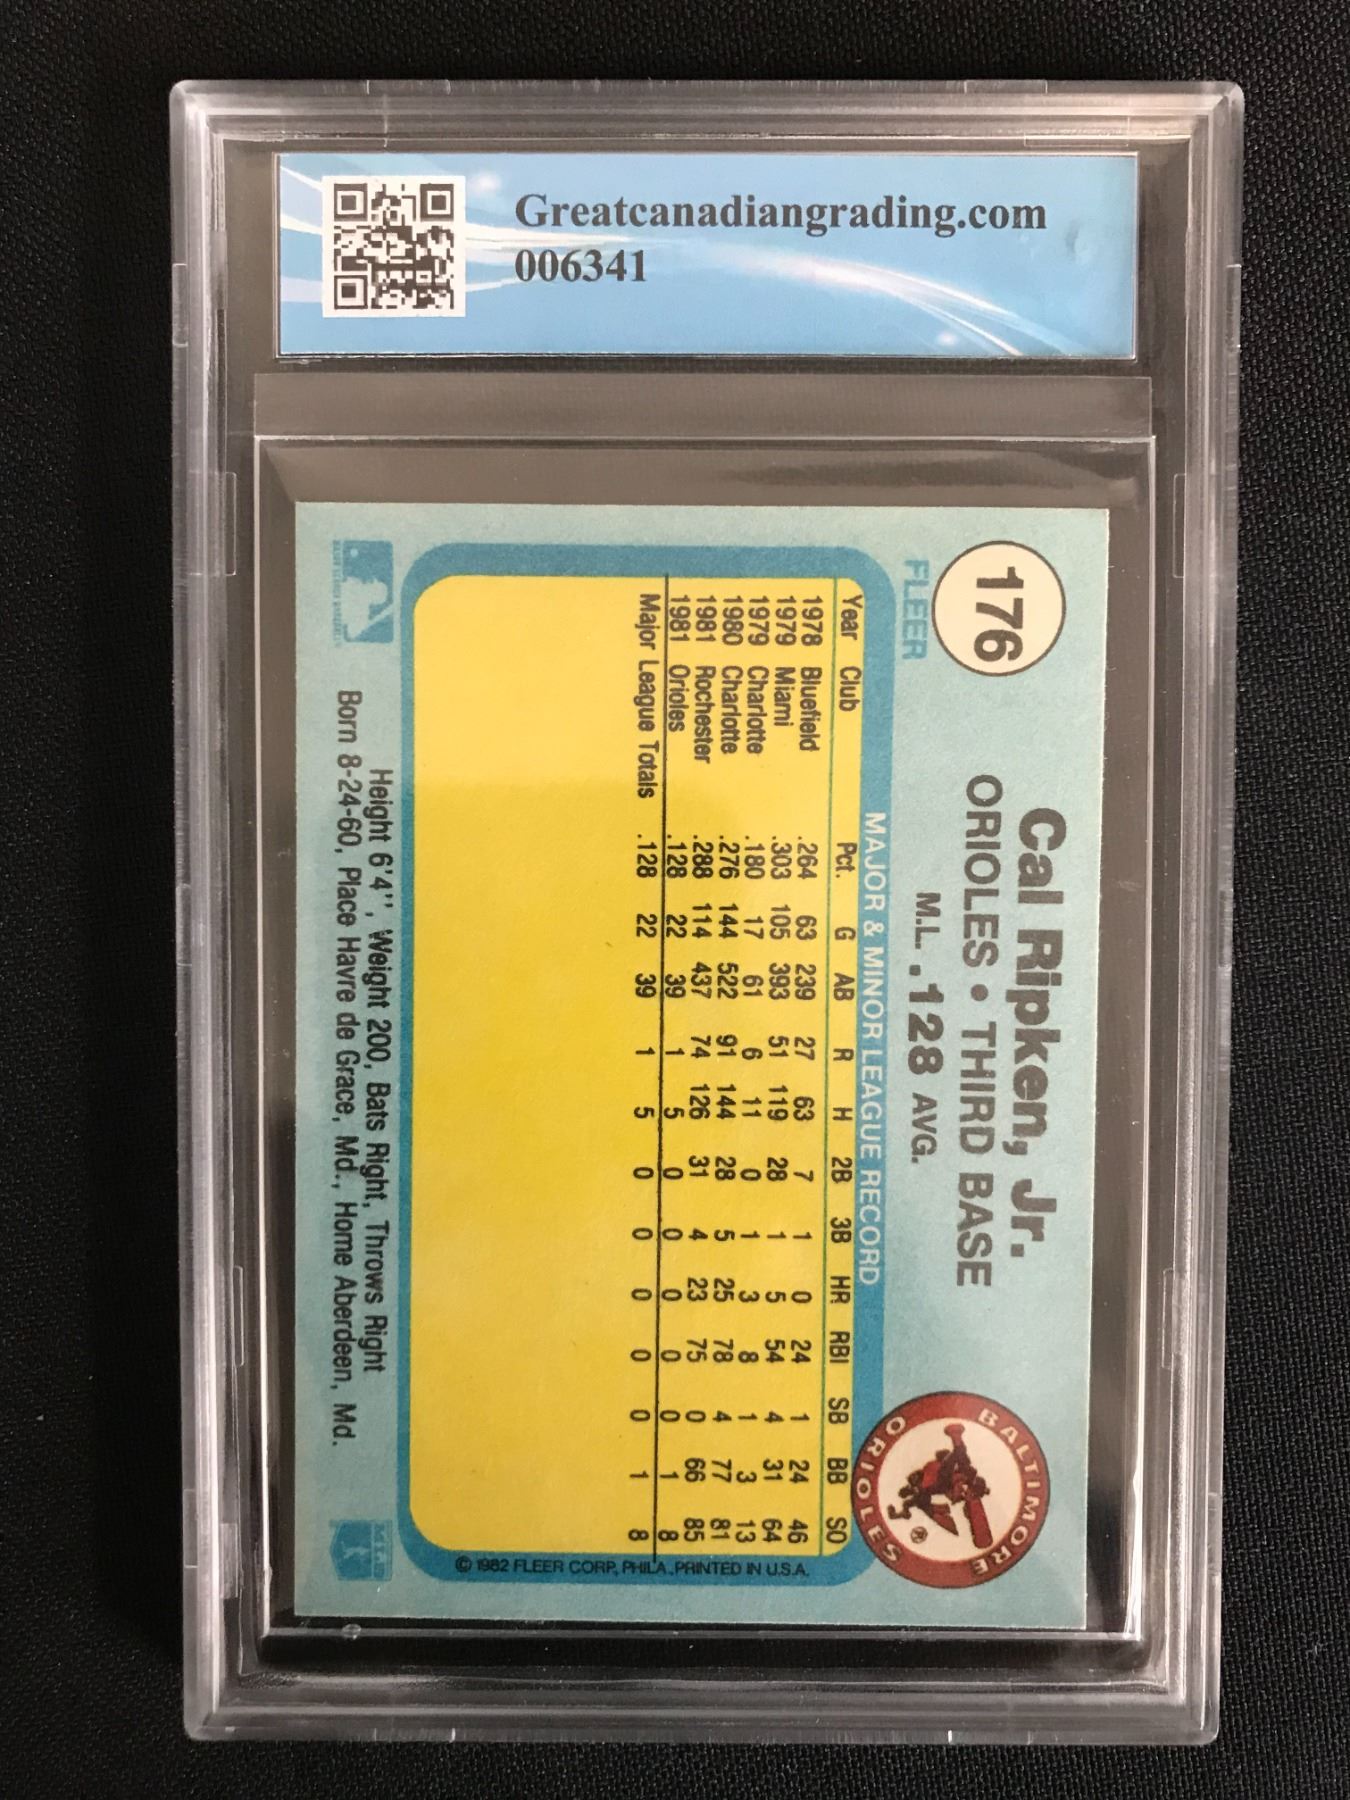 Greatcanadiangrading.com
006341
176
FLEER
Cal Ripken, Jr.
ORIOLES • THIRD BASE
M.L. .128 AVG.
BALTIMORE
ORIOLES
®
MAJOR & MINOR LEAGUE RECORD
Year Club Pct. G AB R H 2B 3B HR RBI SB BB SO
1978 Bluefield .264 63 239 27 63 7 1 0 24 1 24 46
1979 Miami .303 105 393 51 119 28 1 5 54 4 31 64
1979 Charlotte .180 17 61 6 11 0 1 3 8 1 3 13
1980 Charlotte .276 144 522 91 144 28 5 25 78 4 77 81
1981 Rochester .288 114 437 74 126 31 4 23 75 0 66 85
1981 Orioles .128 22 39 1 5 0 0 0 0 0 1 8
Major League Totals .128 22 39 1 5 0 0 0 0 0 1 8
© 1982 FLEER CORP., PHILA., PRINTED IN U.S.A.
Height 6'4", Weight 200, Bats Right, Throws Right
Born 8-24-60, Place Havre de Grace, Md., Home Aberdeen, Md.